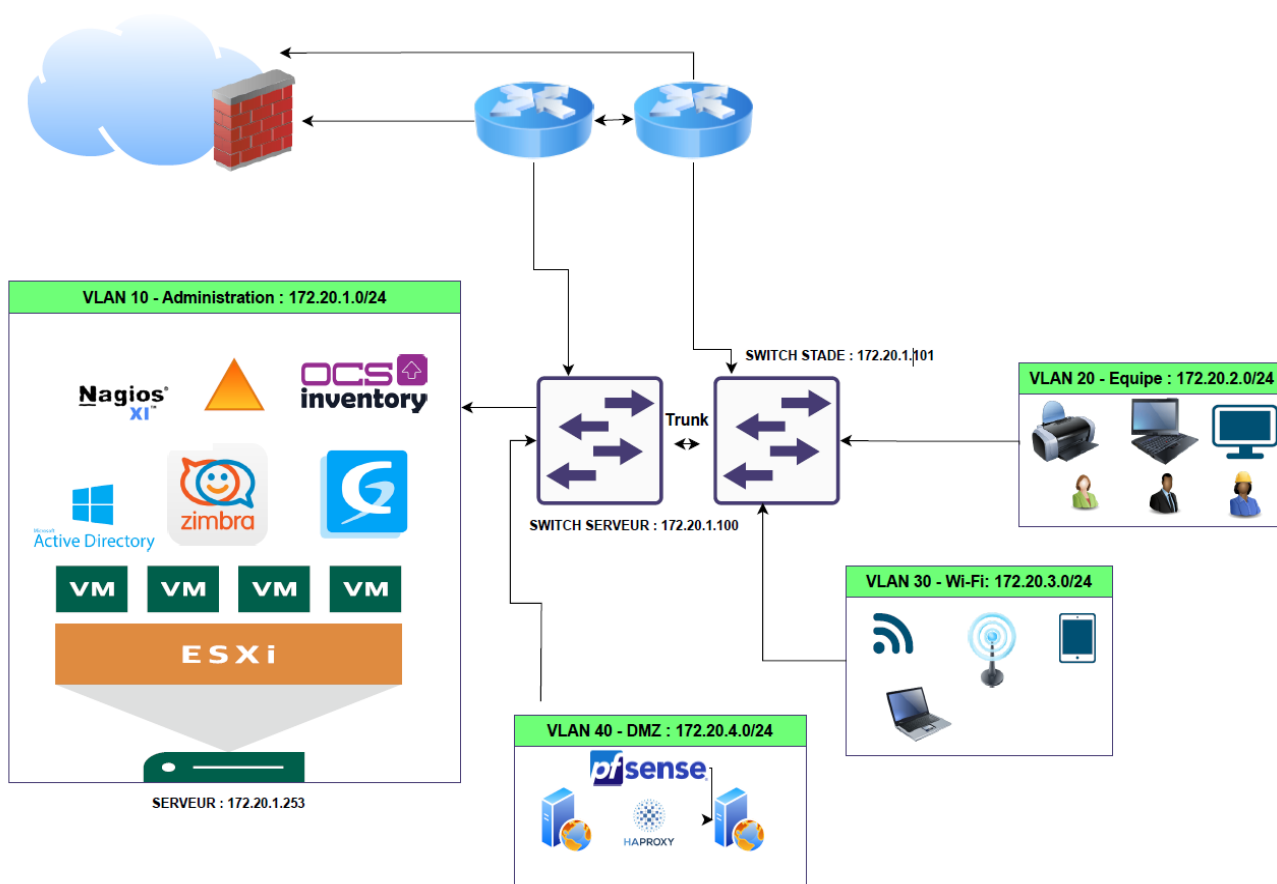 VLAN 10 - Administration : 172.20.1.0/24
Nagios®
XI™
OCS
inventory
Microsoft
Active Directory
zimbra
VM
VM
VM
VM
ESXi
SERVEUR : 172.20.1.253
SWITCH STADE : 172.20.1.101
Trunk
SWITCH SERVEUR : 172.20.1.100
VLAN 20 - Equipe : 172.20.2.0/24
VLAN 30 - Wi-Fi: 172.20.3.0/24
VLAN 40 - DMZ : 172.20.4.0/24
pfsense
HAPROXY